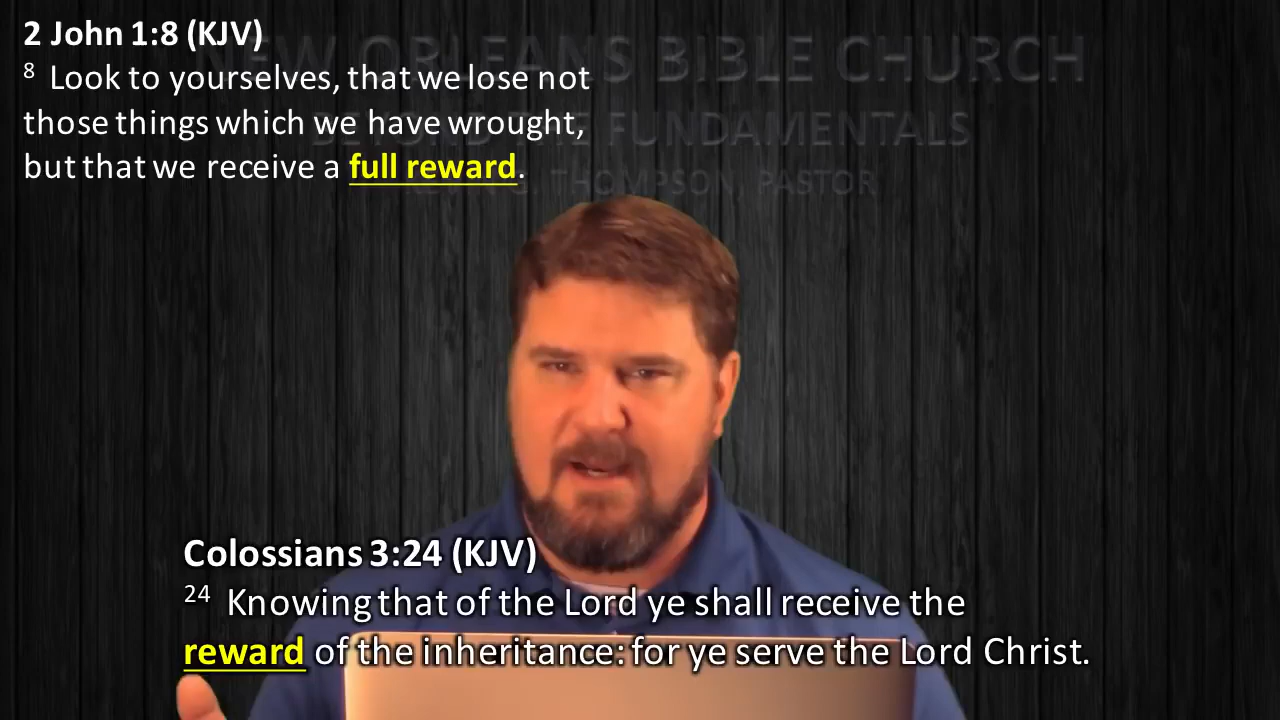 2 John 1:8 (KJV)
8 Look to yourselves, that we lose not
those things which we have wrought,
but that we receive a full reward.
NEW ORLEANS BIBLE CHURCH
BEYOND THE FUNDAMENTALS
THOMPSON, PASTOR
Colossians 3:24 (KJV)
24 Knowing that of the Lord ye shall receive the
reward of the inheritance: for ye serve the Lord Christ.